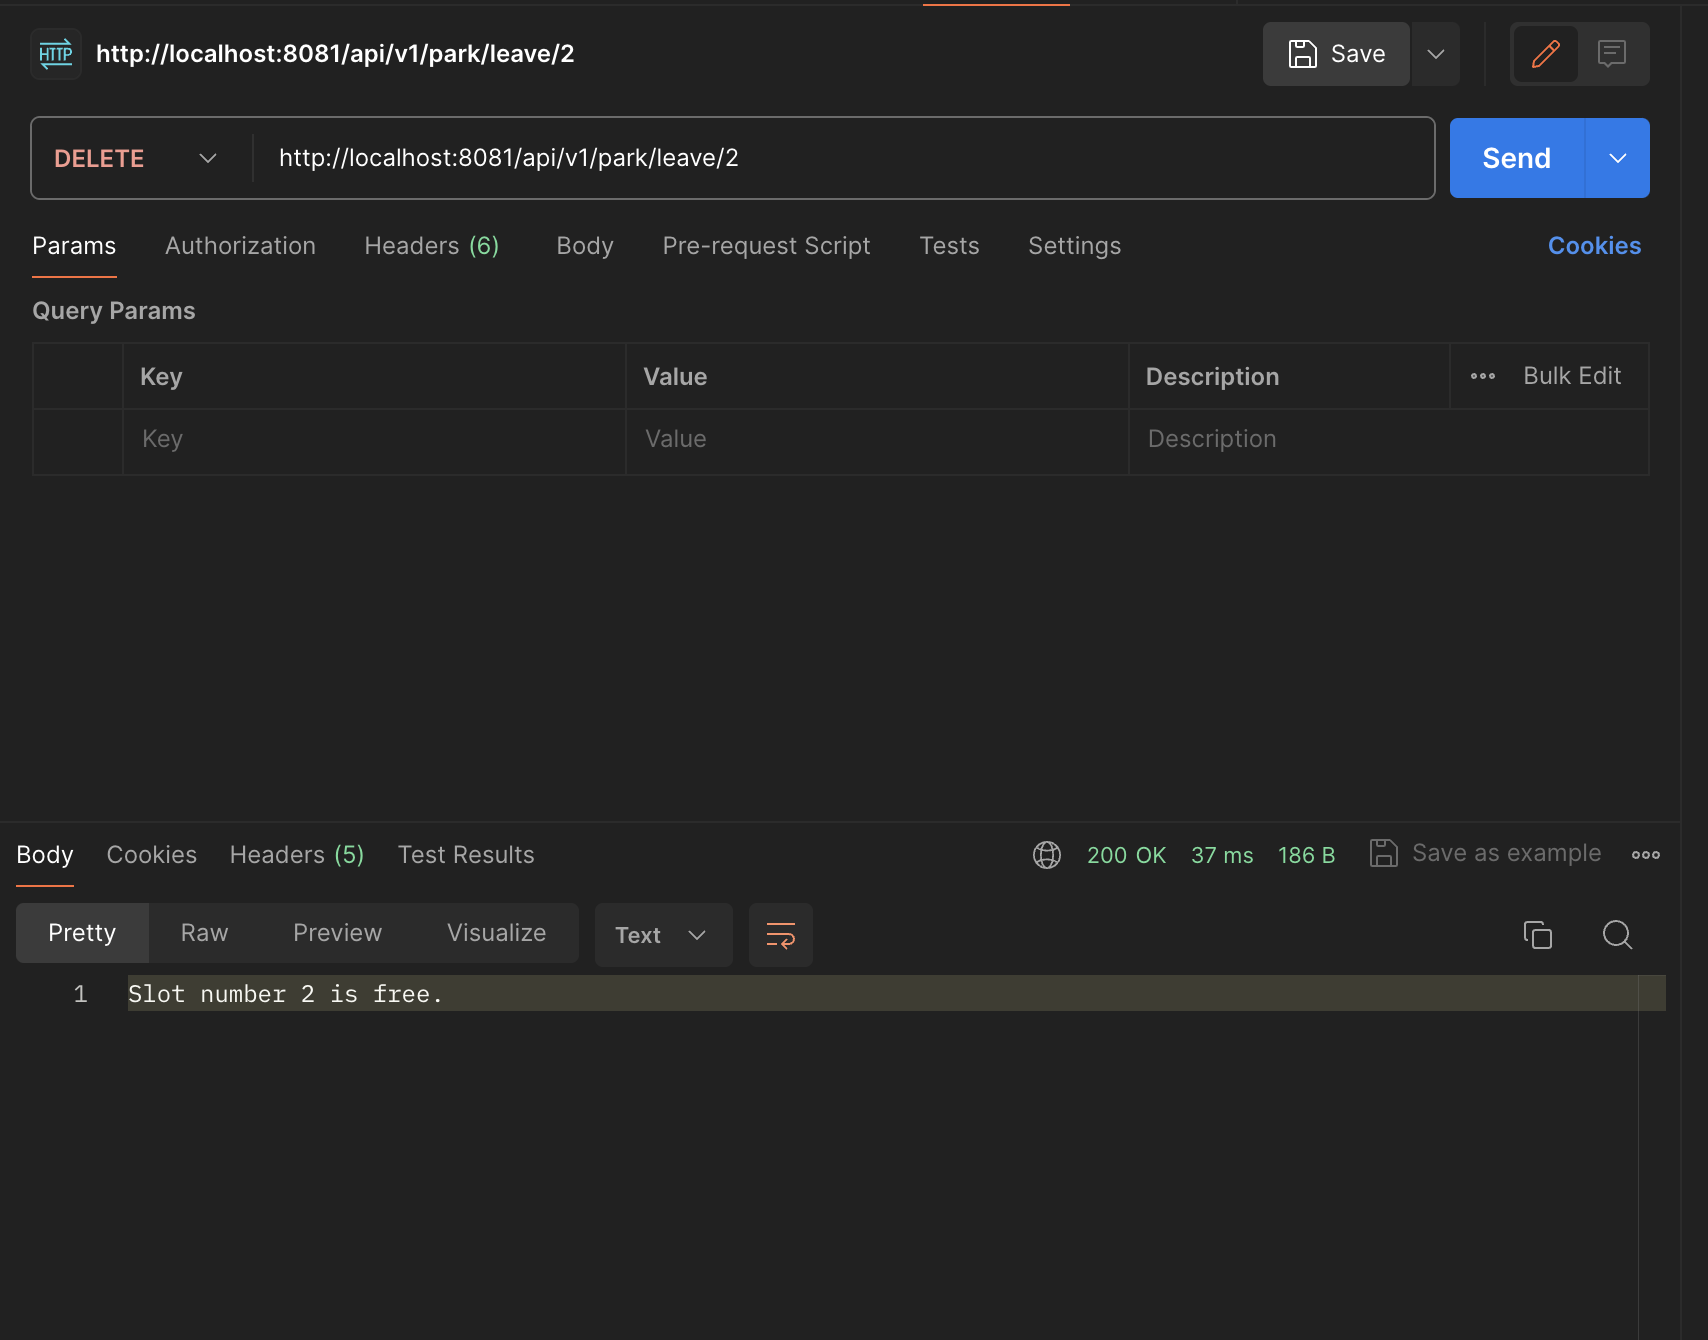 HTTP http://localhost:8081/api/v1/park/leave/2 Save
DELETE http://localhost:8081/api/v1/park/leave/2 Send
Params Authorization Headers (6) Body Pre-request Script Tests Settings Cookies
Query Params
Key Value Description Bulk Edit
Key Value Description
Body Cookies Headers (5) Test Results 200 OK 37 ms 186 B Save as example
Pretty Raw Preview Visualize Text
1 Slot number 2 is free.